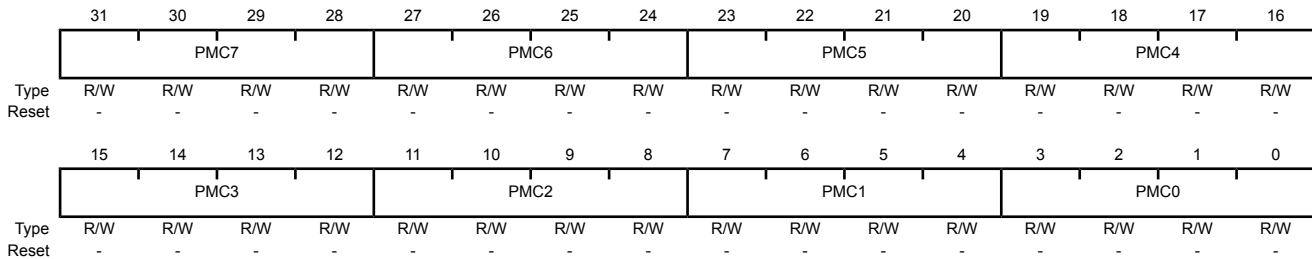 31 30 29 28 27 26 25 24 23 22 21 20 19 18 17 16
PMC7 PMC6 PMC5 PMC4
Type R/W R/W R/W R/W R/W R/W R/W R/W R/W R/W R/W R/W R/W R/W R/W R/W
Reset - - - - - - - - - - - - - - - -
15 14 13 12 11 10 9 8 7 6 5 4 3 2 1 0
PMC3 PMC2 PMC1 PMC0
Type R/W R/W R/W R/W R/W R/W R/W R/W R/W R/W R/W R/W R/W R/W R/W R/W
Reset - - - - - - - - - - - - - - - -